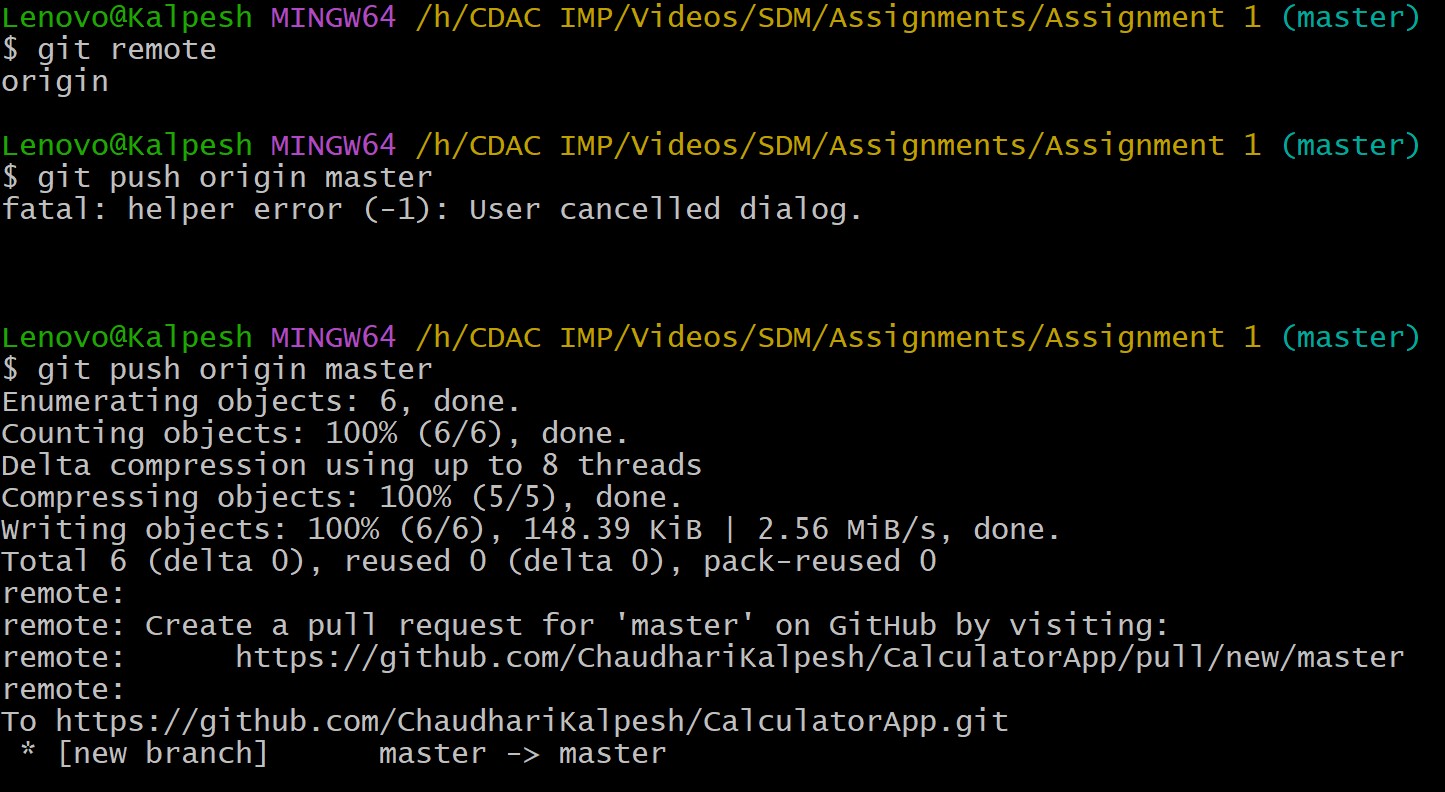 Lenovo@Kalpesh MINGW64 /h/CDAC IMP/Videos/SDM/Assignments/Assignment 1 (master)
$ git remote
origin
Lenovo@Kalpesh MINGW64 /h/CDAC IMP/Videos/SDM/Assignments/Assignment 1 (master)
$ git push origin master
fatal: helper error (-1): User cancelled dialog.
Lenovo@Kalpesh MINGW64 /h/CDAC IMP/Videos/SDM/Assignments/Assignment 1 (master)
$ git push origin master
Enumerating objects: 6, done.
Counting objects: 100% (6/6), done.
Delta compression using up to 8 threads
Compressing objects: 100% (5/5), done.
Writing objects: 100% (6/6), 148.39 KiB | 2.56 MiB/s, done.
Total 6 (delta 0), reused 0 (delta 0), pack-reused 0
remote:
remote: Create a pull request for 'master' on GitHub by visiting:
remote:      https://github.com/ChaudhariKalpesh/CalculatorApp/pull/new/master
remote:
To https://github.com/ChaudhariKalpesh/CalculatorApp.git
 * [new branch]      master -> master